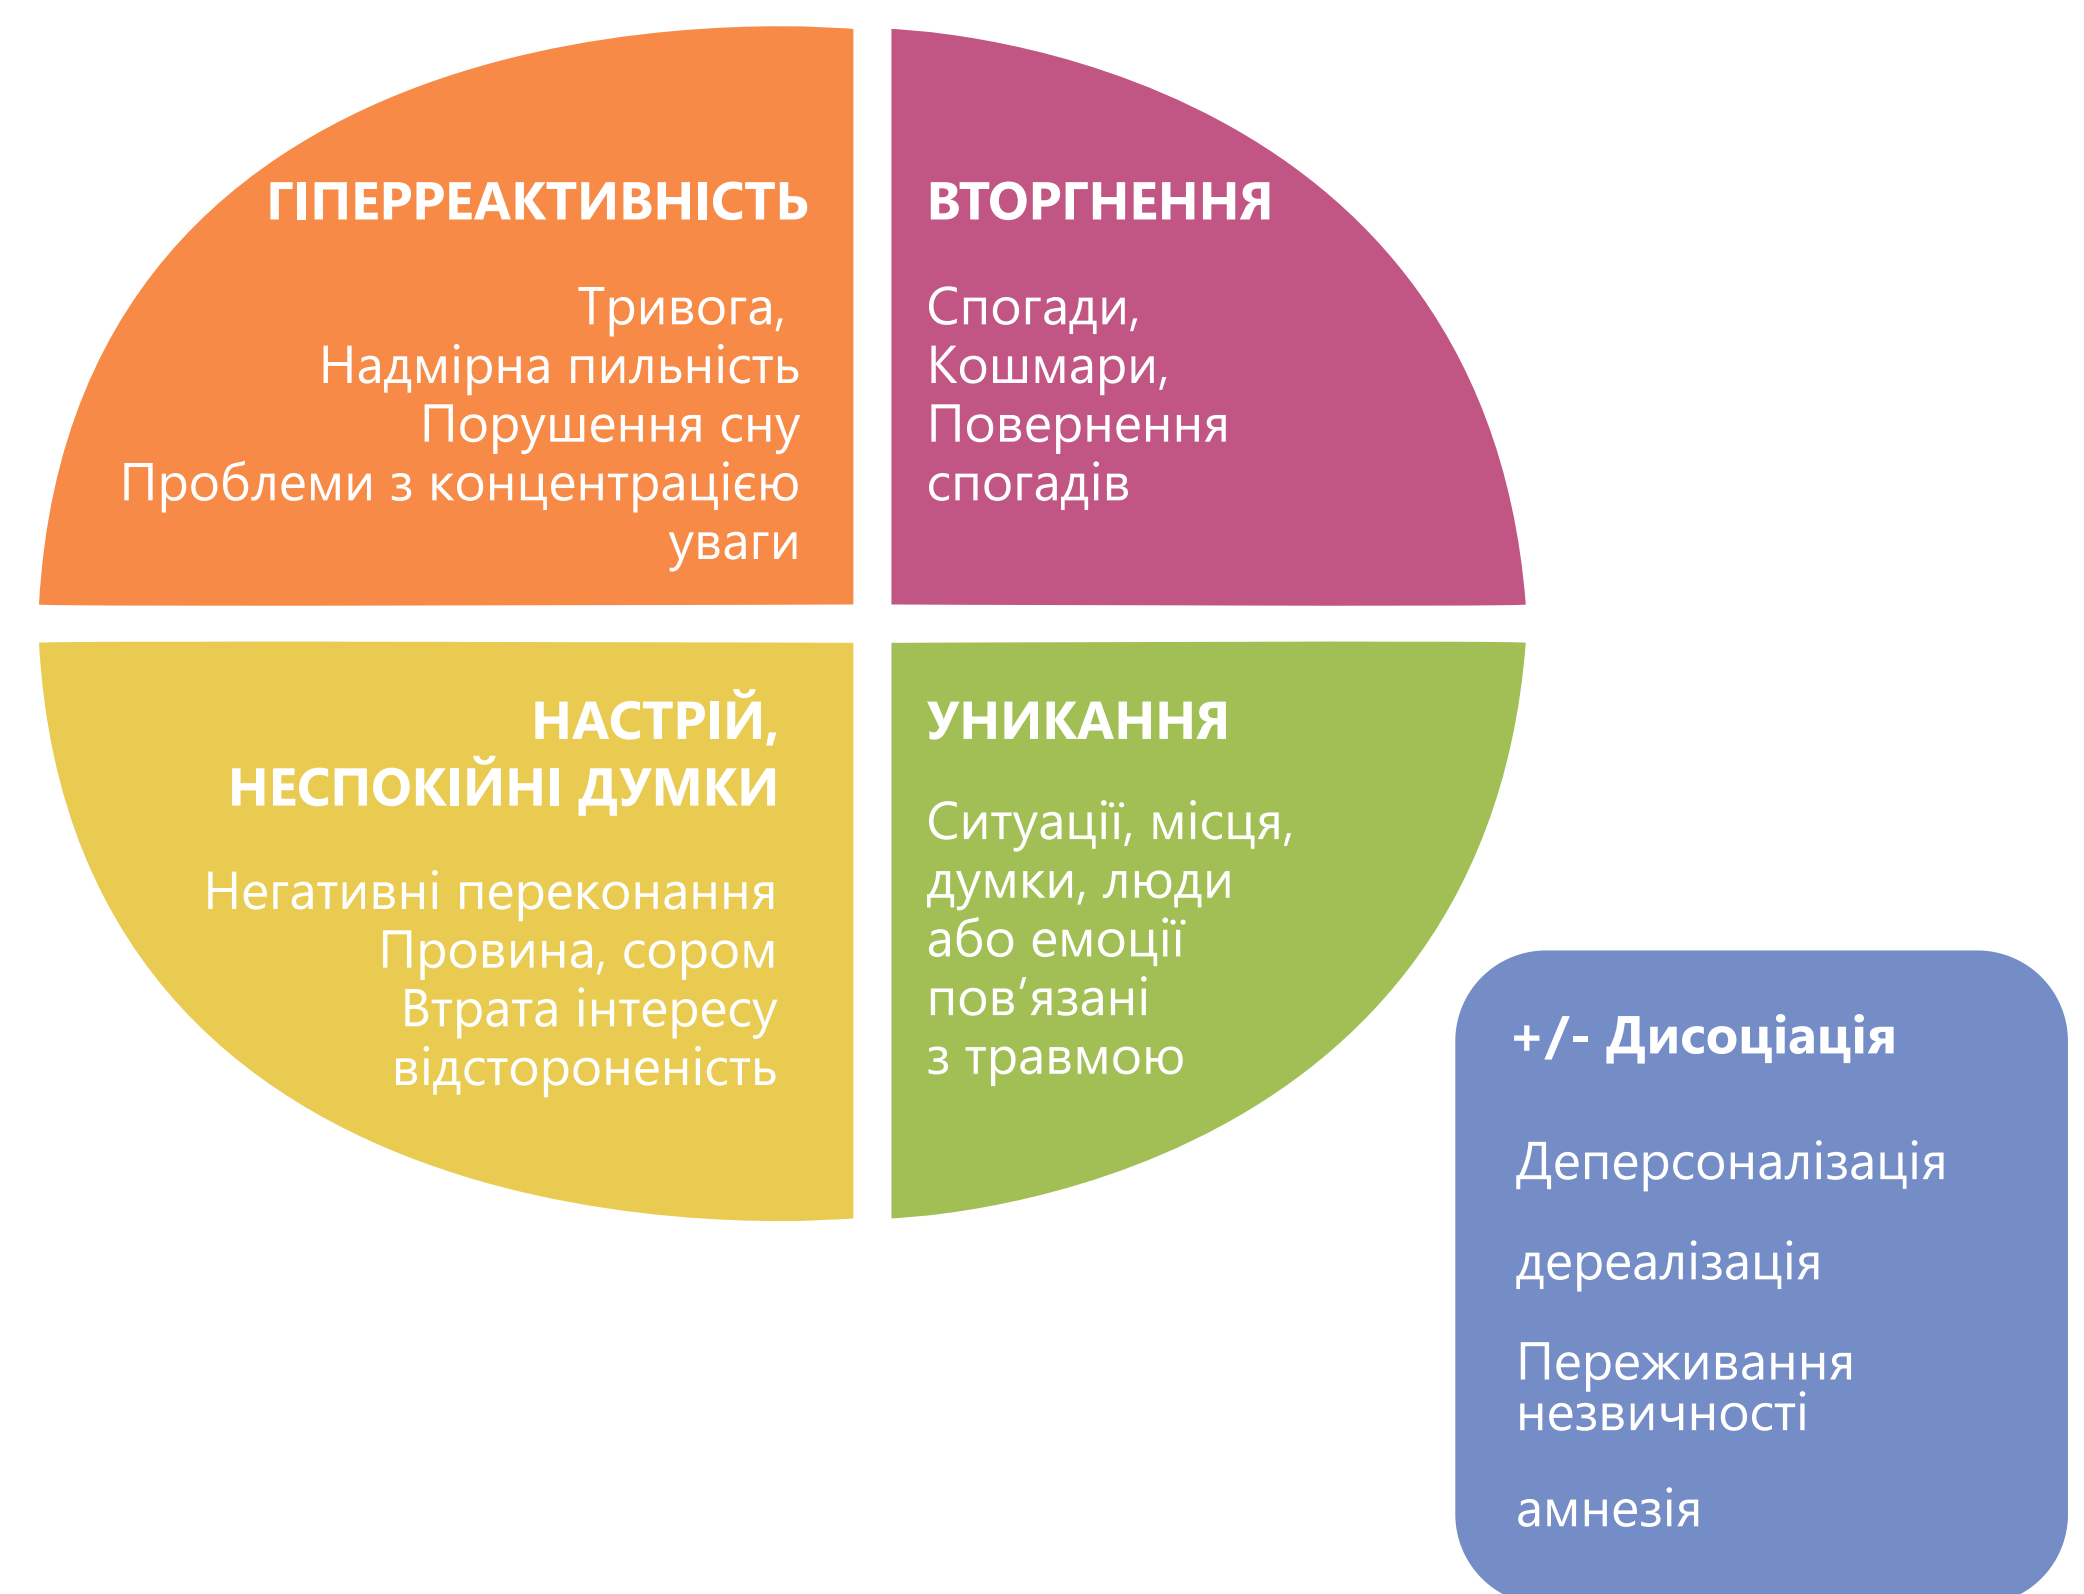 ГІПЕРРЕАКТИВНІСТЬ
Тривога,
Надмірна пильність
Порушення сну
Проблеми з концентрацією
уваги
ВТОРГНЕННЯ
Спогади,
Кошмари,
Повернення
спогадів
НАСТРІЙ,
НЕСПОКІЙНІ ДУМКИ
Негативні переконання
Провина, сором
Втрата інтересу
відстороненість
УНИКАННЯ
Ситуації, місця,
думки, люди
або емоції
пов’язані
з травмою
+/- Дисоціація
Деперсоналізація
дереалізація
Переживання
незвичності
амнезія